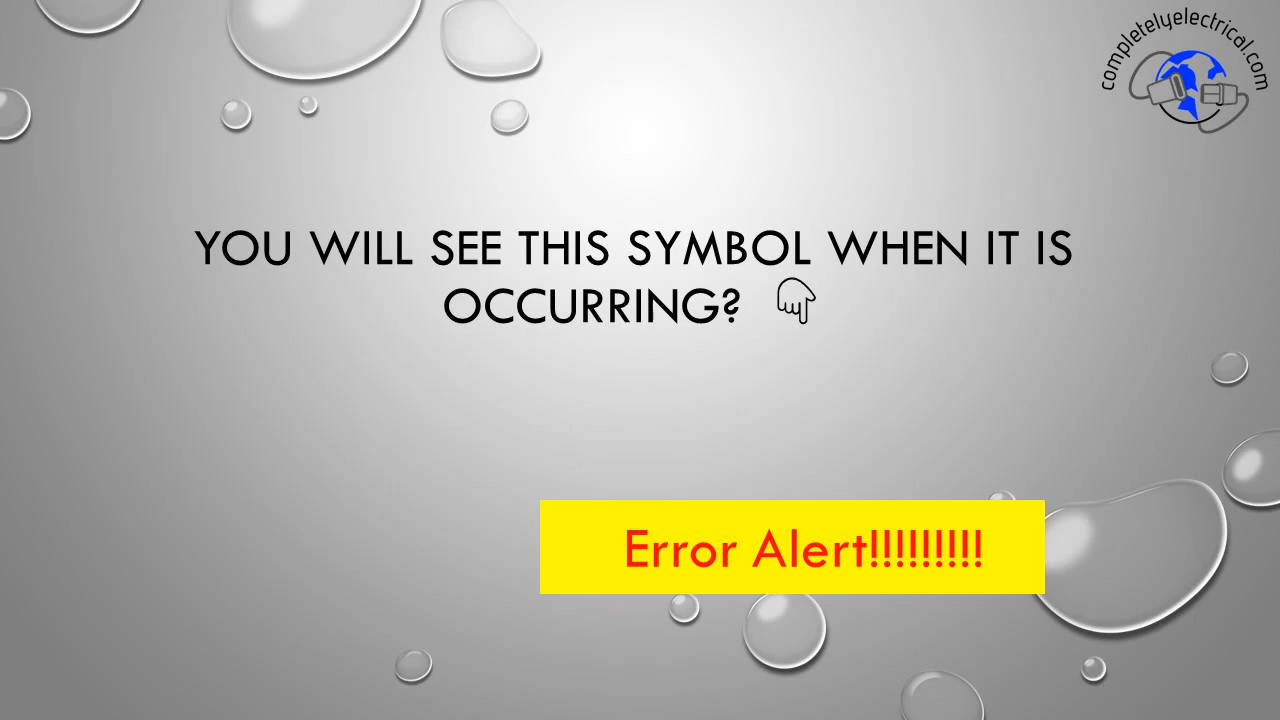 completelyelectrical.com
YOU WILL SEE THIS SYMBOL WHEN IT IS
OCCURRING? 👇
Error Alert!!!!!!!!!